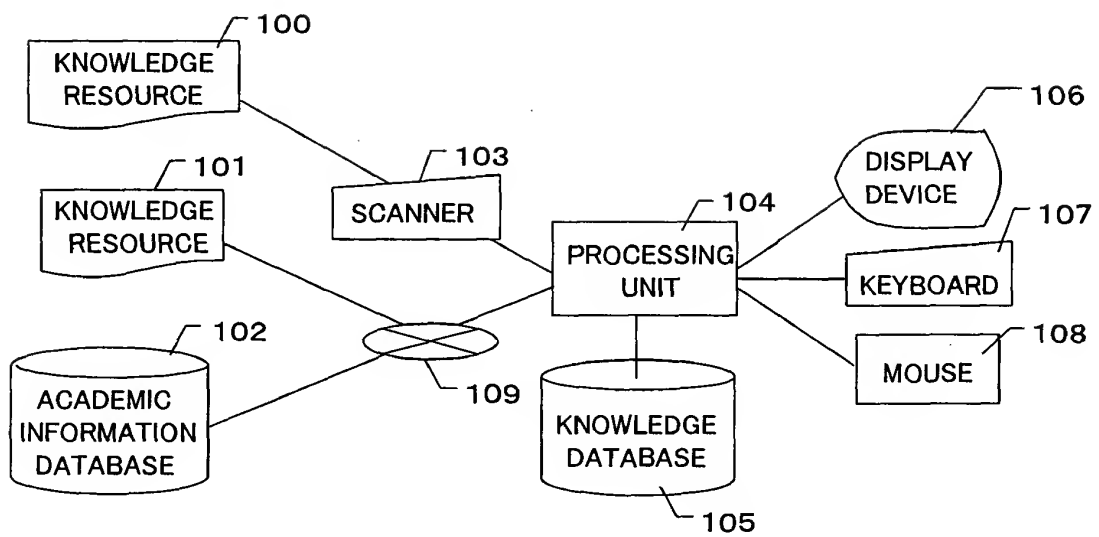 100
KNOWLEDGE
RESOURCE
101
KNOWLEDGE
RESOURCE
102
ACADEMIC
INFORMATION
DATABASE
103
SCANNER
109
104
PROCESSING
UNIT
KNOWLEDGE
DATABASE
105
106
DISPLAY
DEVICE
107
KEYBOARD
108
MOUSE